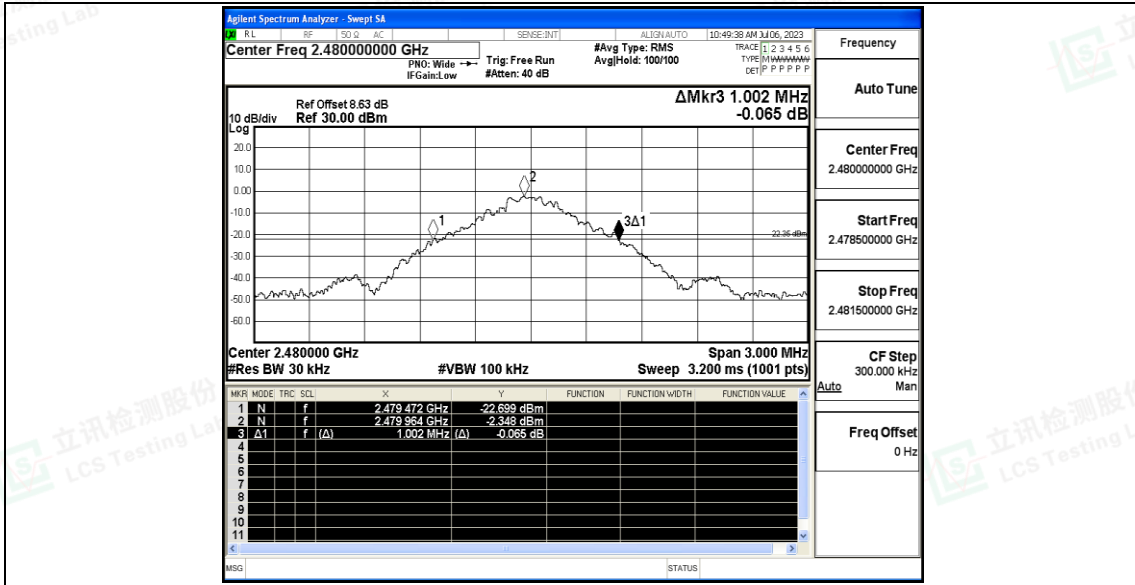 Agilent Spectrum Analyzer - Swept SA
LXI RL RF 50 Ω AC SENSE:INT ALIGN AUTO 10:49:38 AM Jul 06, 2023
Center Freq 2.480000000 GHz
PNO: Wide
IFGain:Low
Trig: Free Run
#Atten: 40 dB
#Avg Type: RMS
Avg|Hold: 100/100
TRACE 1 2 3 4 5 6
TYPE M WWWWW
DET P P P P P P
Ref Offset 8.63 dB
10 dB/div Ref 30.00 dBm
Log
ΔMkr3 1.002 MHz
-0.065 dB
20.0
10.0
0.00
-10.0
-20.0
-30.0
-40.0
-50.0
-60.0
1
2
3Δ1
-22.35 dBm
Center 2.480000 GHz Span 3.000 MHz
#Res BW 30 kHz #VBW 100 kHz Sweep 3.200 ms (1001 pts)
MKR MODE TRC SCL X Y FUNCTION FUNCTION WIDTH FUNCTION VALUE
1 N f 2.479 472 GHz -22.699 dBm
2 N f 2.479 964 GHz -2.348 dBm
3 Δ1 f (Δ) 1.002 MHz (Δ) -0.065 dB
4
5
6
7
8
9
10
11
MSG STATUS
Frequency
Auto Tune
Center Freq
2.480000000 GHz
Start Freq
2.478500000 GHz
Stop Freq
2.481500000 GHz
CF Step
300.000 kHz
Auto Man
Freq Offset
0 Hz
立讯检测股份
LCS Testing Lab
立讯检测股份
LCS Testing L
sting Lab